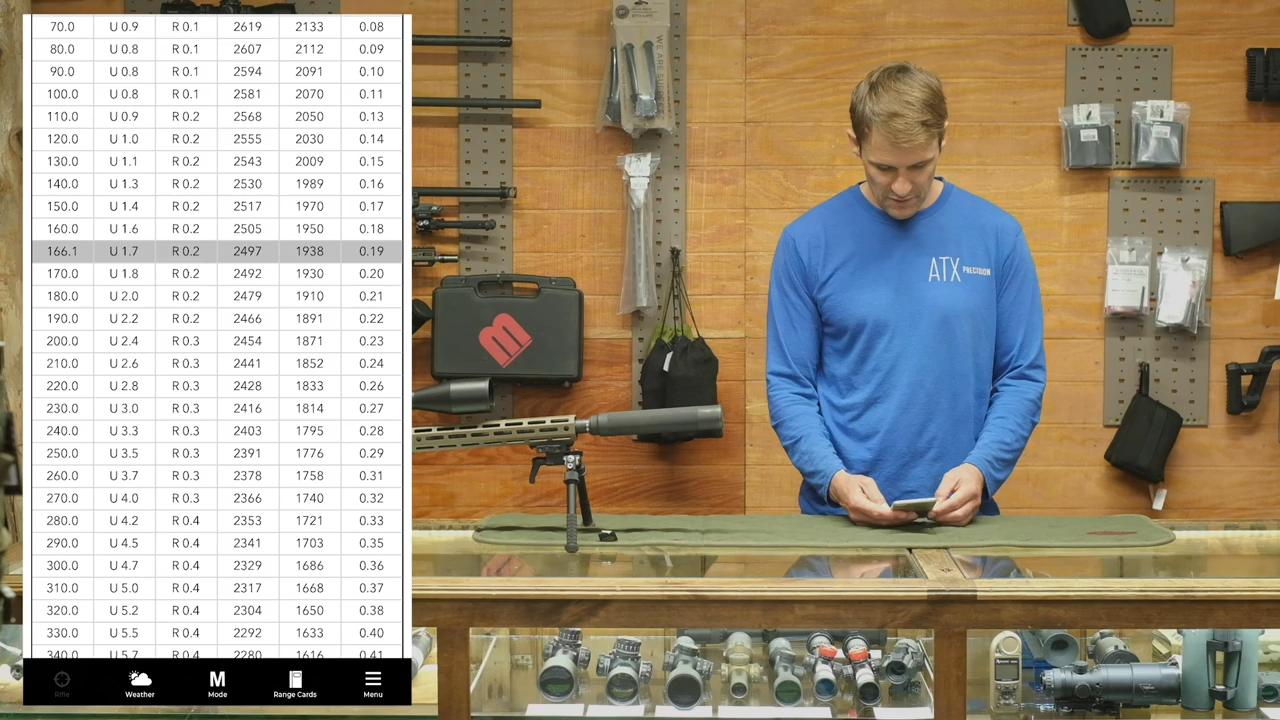 70.0 U 0.9 R 0.1 2619 2133 0.08
80.0 U 0.8 R 0.1 2607 2112 0.09
90.0 U 0.8 R 0.1 2594 2091 0.10
100.0 U 0.8 R 0.1 2581 2070 0.11
110.0 U 0.9 R 0.2 2568 2050 0.13
120.0 U 1.0 R 0.2 2555 2030 0.14
130.0 U 1.1 R 0.2 2543 2009 0.15
140.0 U 1.3 R 0.2 2530 1989 0.16
150.0 U 1.4 R 0.2 2517 1970 0.17
160.0 U 1.6 R 0.2 2505 1950 0.18
166.1 U 1.7 R 0.2 2497 1938 0.19
170.0 U 1.8 R 0.2 2492 1930 0.20
180.0 U 2.0 R 0.2 2479 1910 0.21
190.0 U 2.2 R 0.2 2466 1891 0.22
200.0 U 2.4 R 0.3 2454 1871 0.23
210.0 U 2.6 R 0.3 2441 1852 0.24
220.0 U 2.8 R 0.3 2428 1833 0.26
230.0 U 3.0 R 0.3 2416 1814 0.27
240.0 U 3.3 R 0.3 2403 1795 0.28
250.0 U 3.5 R 0.3 2391 1776 0.29
260.0 U 3.7 R 0.3 2378 1758 0.31
270.0 U 4.0 R 0.3 2366 1740 0.32
280.0 U 4.2 R 0.4 2353 1721 0.33
290.0 U 4.5 R 0.4 2341 1703 0.35
300.0 U 4.7 R 0.4 2329 1686 0.36
310.0 U 5.0 R 0.4 2317 1668 0.37
320.0 U 5.2 R 0.4 2304 1650 0.38
330.0 U 5.5 R 0.4 2292 1633 0.40
340.0 U 5.7 R 0.4 2280 1616 0.41
Rifle Weather M Mode Range Cards Menu
ATX PRECISION